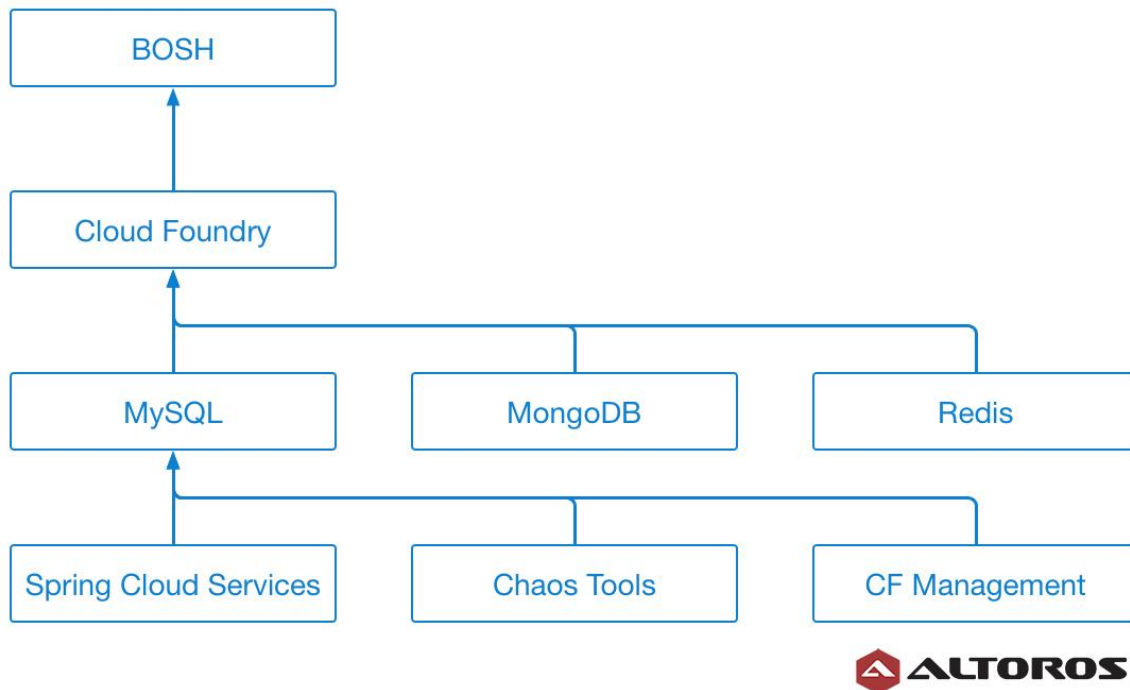 BOSH
Cloud Foundry
MySQL
MongoDB
Redis
Spring Cloud Services
Chaos Tools
CF Management
ALTOROS